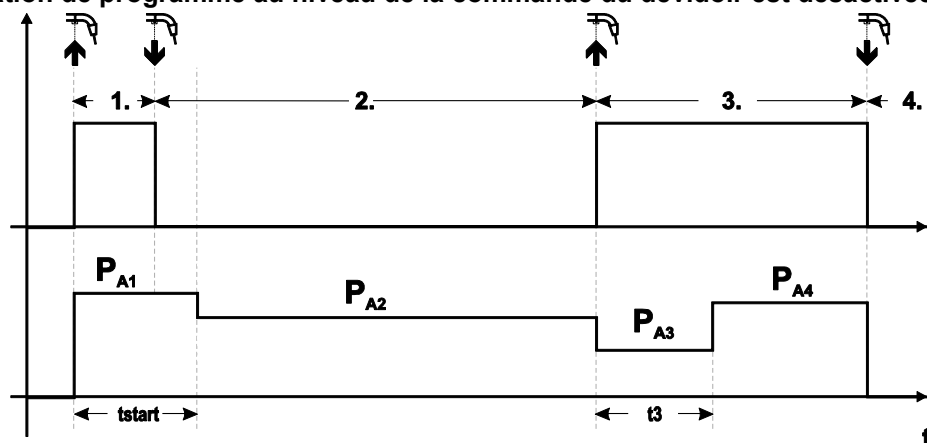 ation de programme au niveau de la commande du dévidoir est désactivée
1. 2. 3. 4.
PA1
PA2
PA3
PA4
tstart t3
t